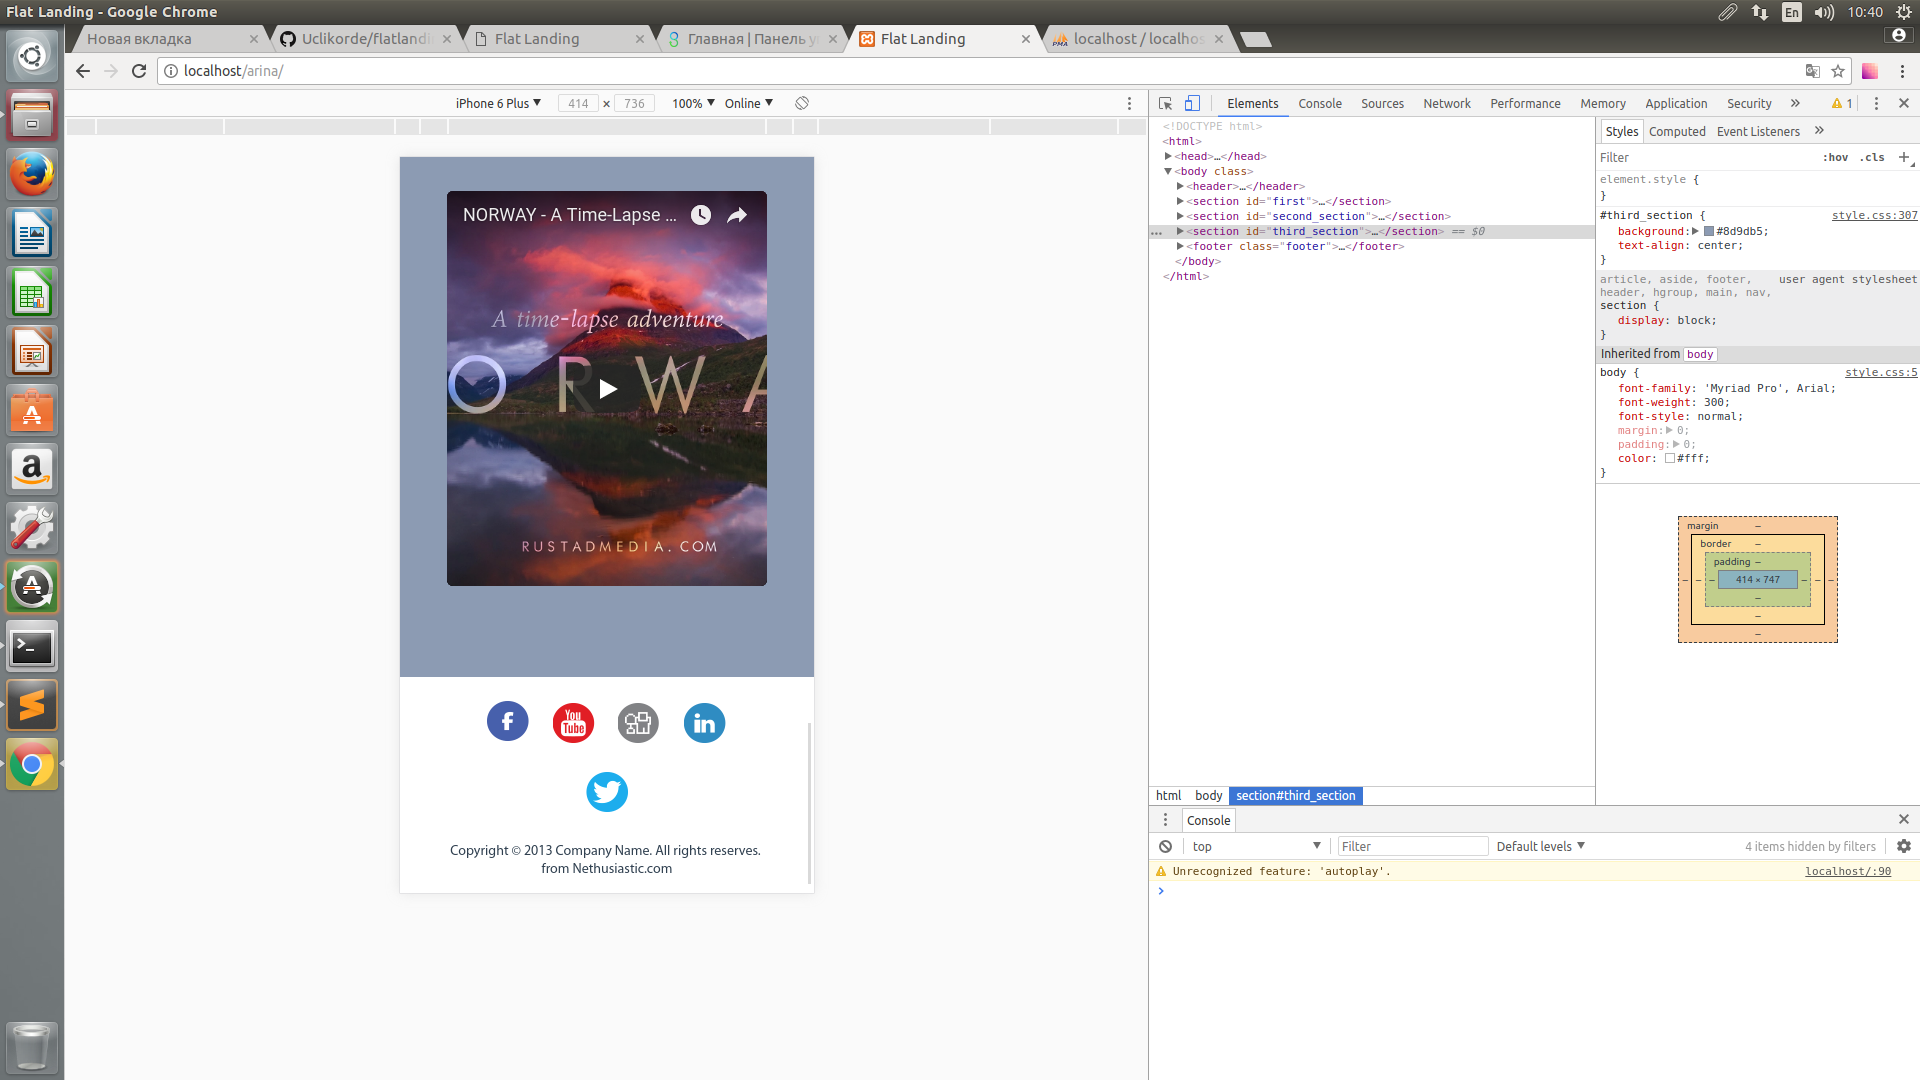 Flat Landing - Google Chrome
En
10:40
Новая вкладка
Uclikorde/flatlandi
Flat Landing
Главная | Панель у
Flat Landing
localhost / localhos
localhost/arina/
iPhone 6 Plus
414 × 736
100%
Online
Elements
Console
Sources
Network
Performance
Memory
Application
Security
1
<!DOCTYPE html>
<html>
<head>…</head>
<body class>
<header>…</header>
<section id="first">…</section>
<section id="second_section">…</section>
<section id="third_section">…</section> == $0
<footer class="footer">…</footer>
</body>
</html>
html
body
section#third_section
Styles
Computed
Event Listeners
Filter
:hov
.cls
element.style {
}
#third_section {
style.css:307
background: #8d9db5;
text-align: center;
}
article, aside, footer,
user agent stylesheet
header, hgroup, main, nav,
section {
display: block;
}
Inherited from body
body {
style.css:5
font-family: 'Myriad Pro', Arial;
font-weight: 300;
font-style: normal;
margin: 0;
padding: 0;
color: #fff;
}
margin
border
padding
414 × 747
Console
top
Filter
Default levels
4 items hidden by filters
Unrecognized feature: 'autoplay'.
localhost/:90
NORWAY - A Time-Lapse ...
A time-lapse adventure
ORWA
RUSTADMEDIA.COM
You
Tube
in
Copyright © 2013 Company Name. All rights reserves.
from Nethusiastic.com